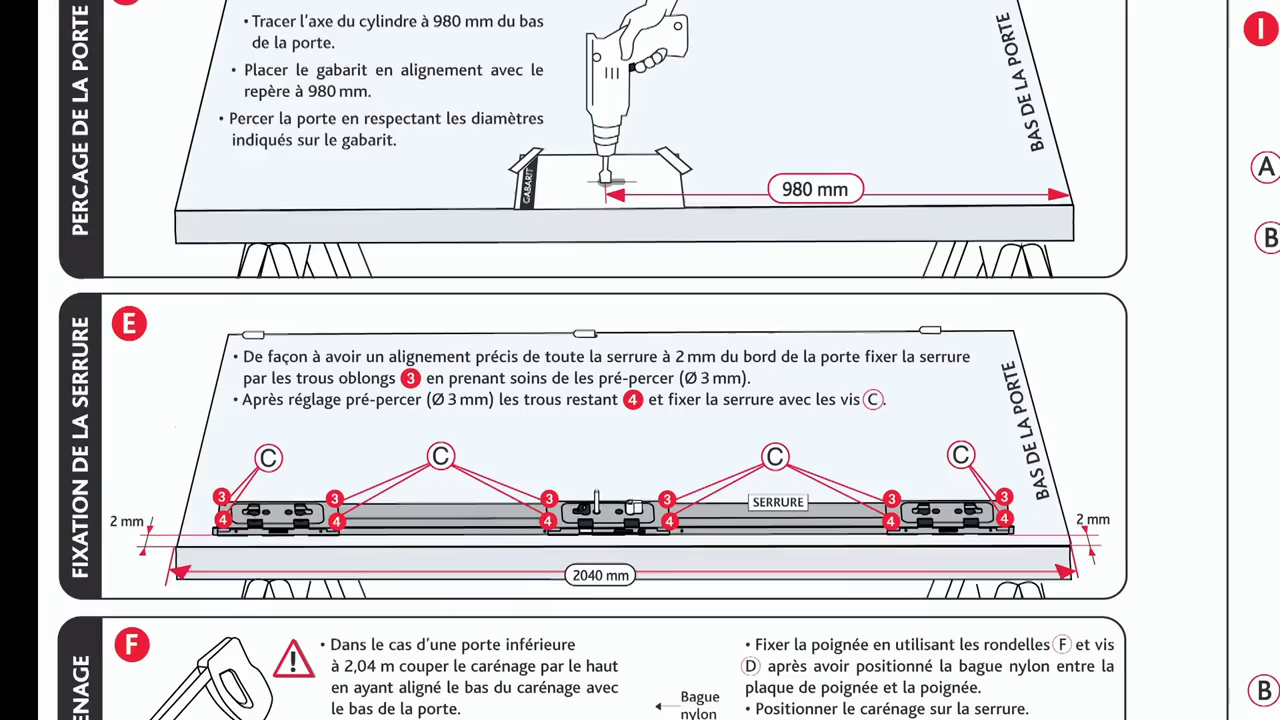 PERCAGE DE LA PORTE
• Tracer l'axe du cylindre à 980 mm du bas
de la porte.
• Placer le gabarit en alignement avec le
repère à 980 mm.
• Percer la porte en respectant les diamètres
indiqués sur le gabarit.
BAS DE LA PORTE
GABARIT
980 mm
I
A
B
FIXATION DE LA SERRURE
E
• De façon à avoir un alignement précis de toute la serrure à 2 mm du bord de la porte fixer la serrure
par les trous oblongs 3 en prenant soins de les pré-percer (Ø 3 mm).
• Après réglage pré-percer (Ø 3 mm) les trous restant 4 et fixer la serrure avec les vis C.
BAS DE LA PORTE
C C C C
3 3 3 3 3 3
SERRURE
4 4 4 4 4 4
2 mm
2 mm
2040 mm
ENAGE
F
• Dans le cas d'une porte inférieure
à 2,04 m couper le carénage par le haut
en ayant aligné le bas du carénage avec
le bas de la porte.
Bague
nylon
• Fixer la poignée en utilisant les rondelles F et vis
D après avoir positionné la bague nylon entre la
plaque de poignée et la poignée.
• Positionner le carénage sur la serrure.
B